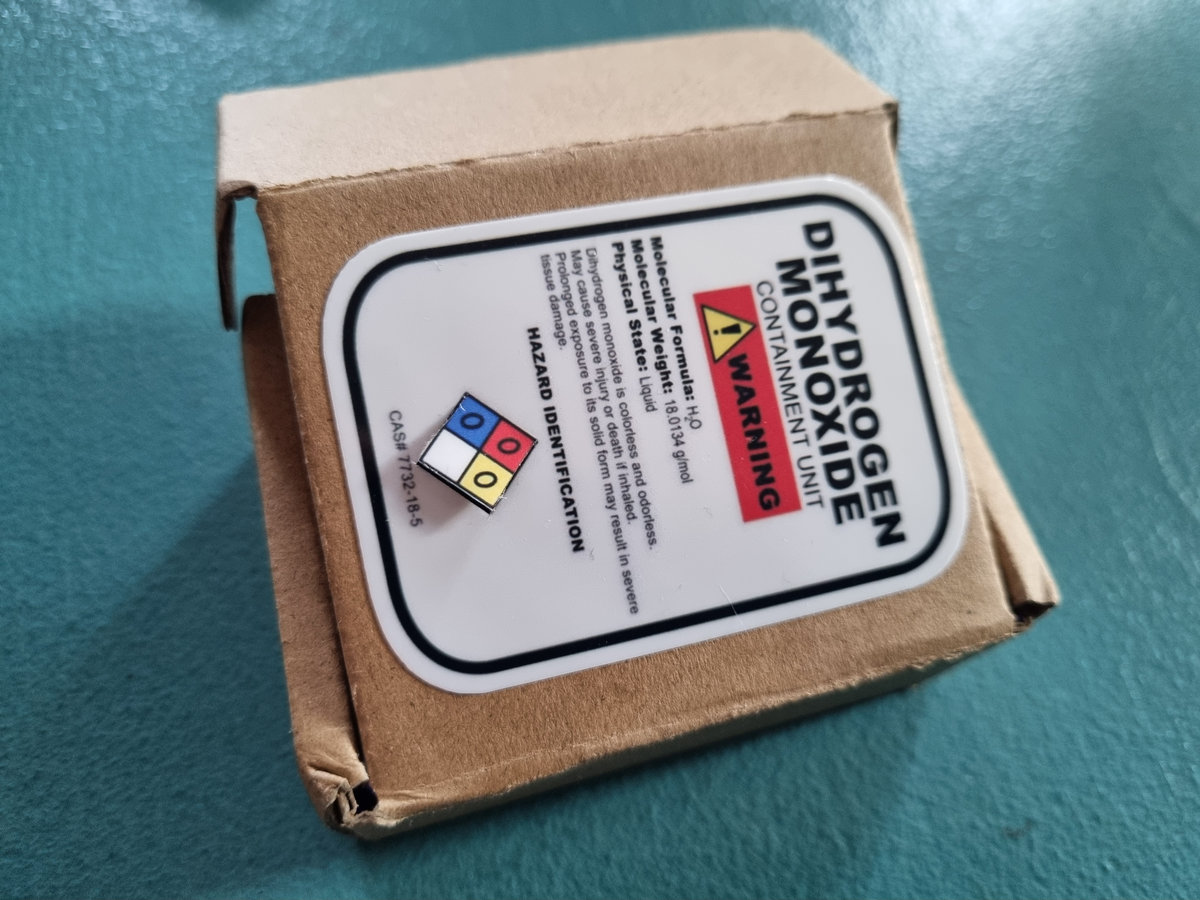 DIHYDROGEN
MONOXIDE
CONTAINMENT UNIT
! WARNING
Molecular Formula: H₂O
Molecular Weight: 18.0134 g/mol
Physical State: Liquid
Dihydrogen monoxide is colorless and odorless.
May cause severe injury or death if inhaled.
Prolonged exposure to its solid form may result in severe
tissue damage.
HAZARD IDENTIFICATION
0
0
0
CAS# 7732-18-5